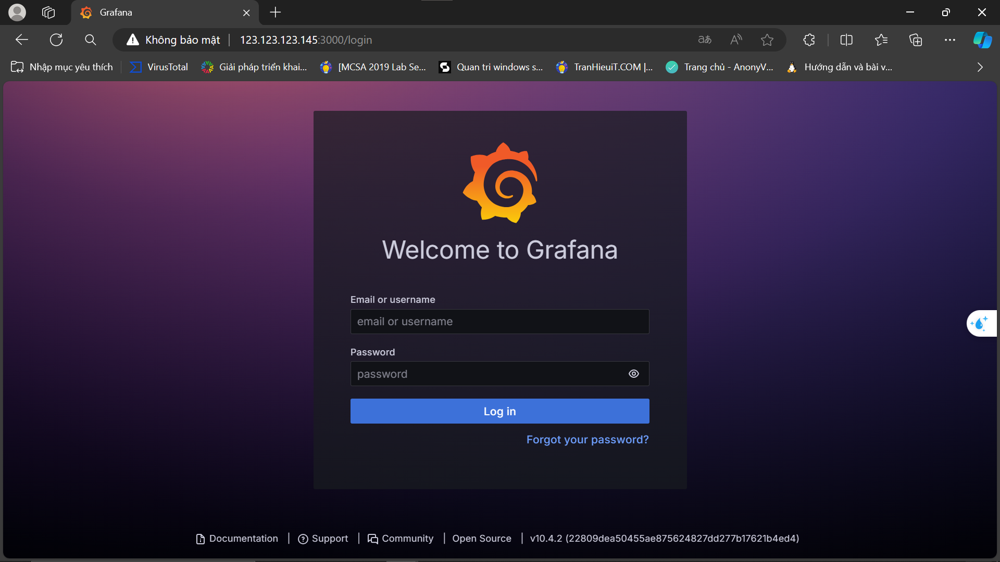 Grafana
Không bảo mật
123.123.123.145:3000/login
Nhập mục yêu thích
VirusTotal
Giải pháp triển khai...
[MCSA 2019 Lab Se...
Quan tri windows s...
TranHieuiT.COM |...
Trang chủ - AnonyV...
Hướng dẫn và bài v...
Welcome to Grafana
Email or username
email or username
Password
password
Log in
Forgot your password?
Documentation | Support | Community | Open Source | v10.4.2 (22809dea50455ae875624827dd277b17621b4ed4)